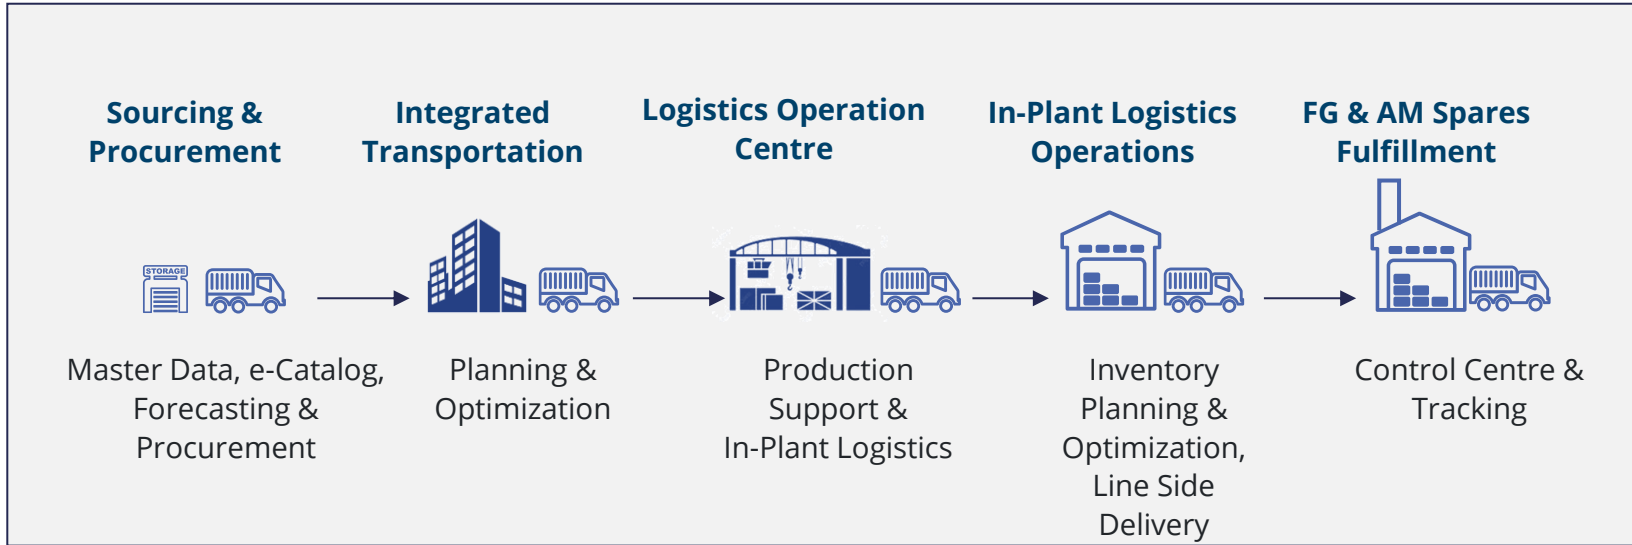 Sourcing &
Procurement
Integrated
Transportation
Logistics Operation
Centre
In-Plant Logistics
Operations
FG & AM Spares
Fulfillment
STORAGE
Master Data, e-Catalog,
Forecasting &
Procurement
Planning &
Optimization
Production
Support &
In-Plant Logistics
Inventory
Planning &
Optimization,
Line Side
Delivery
Control Centre &
Tracking